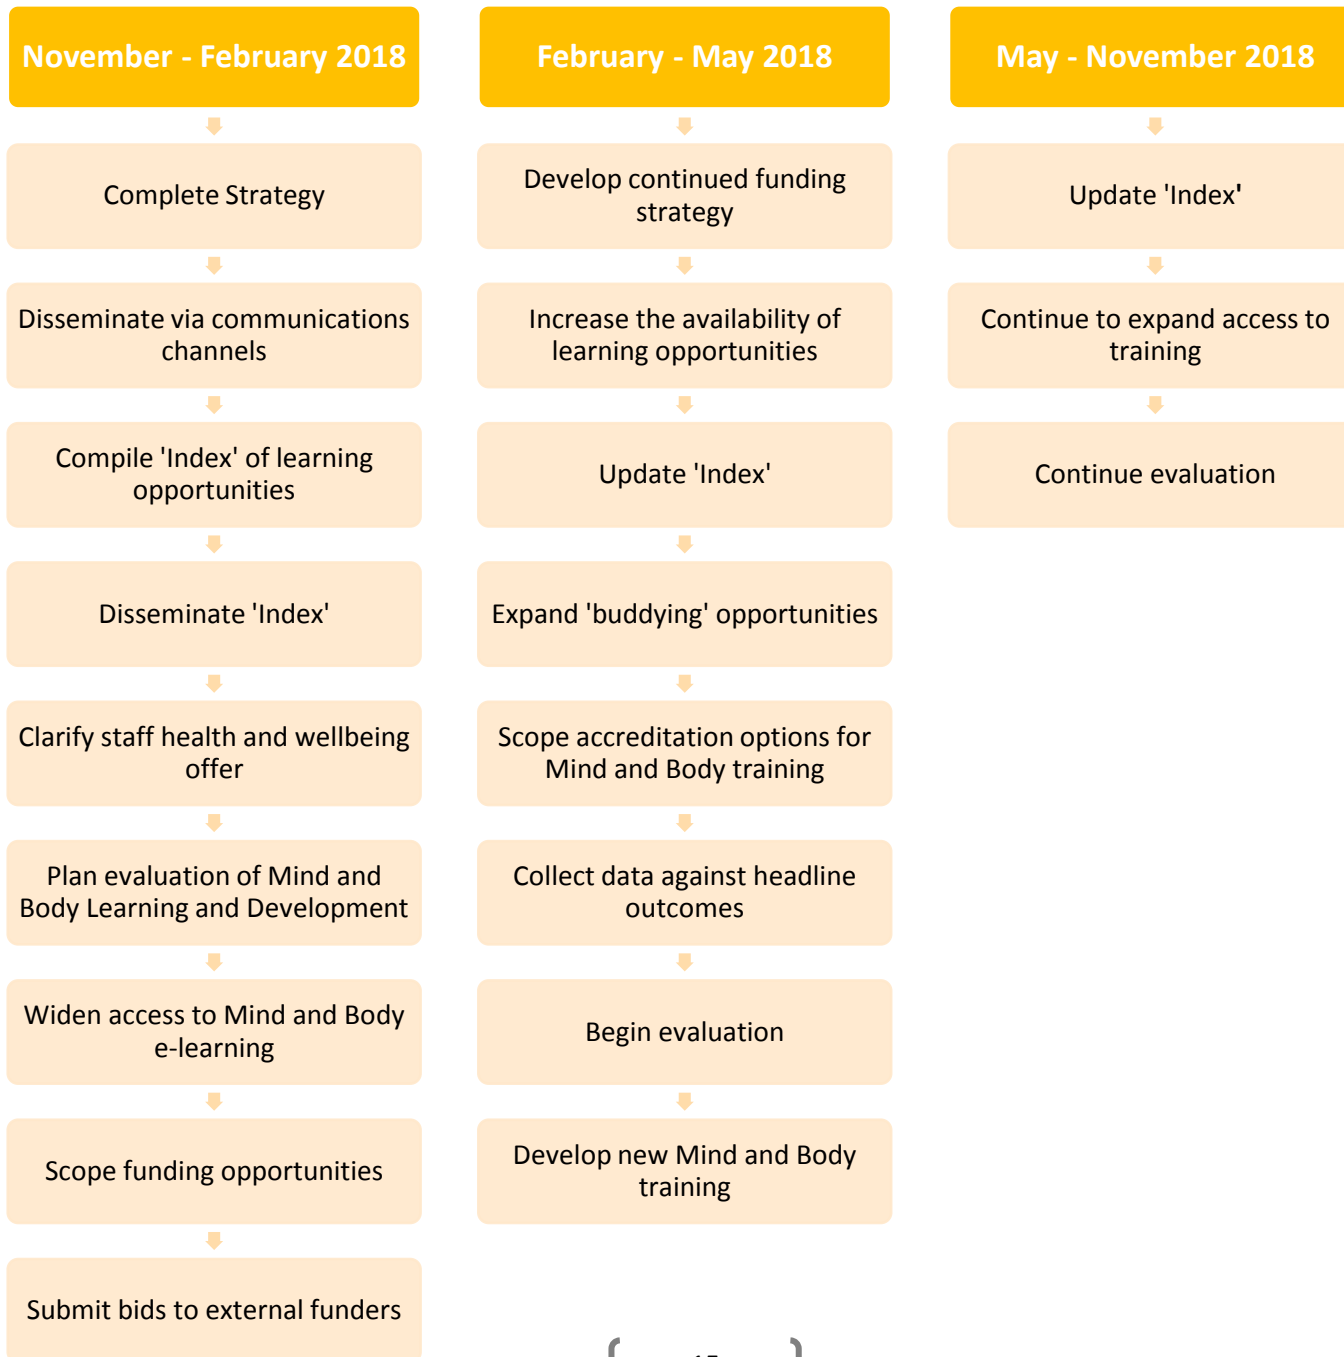 November - February 2018
Complete Strategy
Disseminate via communications
channels
Compile 'Index' of learning
opportunities
Disseminate 'Index'
Clarify staff health and wellbeing
offer
Plan evaluation of Mind and
Body Learning and Development
Widen access to Mind and Body
e-learning
Scope funding opportunities
Submit bids to external funders
February - May 2018
Develop continued funding
strategy
Increase the availability of
learning opportunities
Update 'Index'
Expand 'buddying' opportunities
Scope accreditation options for
Mind and Body training
Collect data against headline
outcomes
Begin evaluation
Develop new Mind and Body
training
May - November 2018
Update 'Index'
Continue to expand access to
training
Continue evaluation